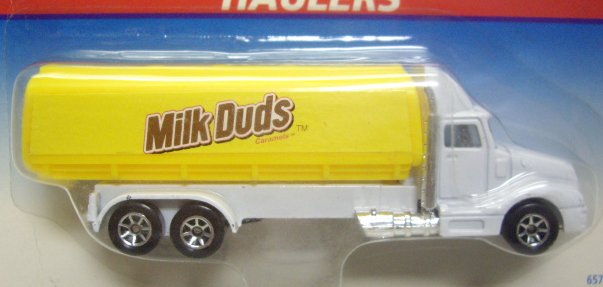 HAULERS
Milk Duds TM
Caramels
657